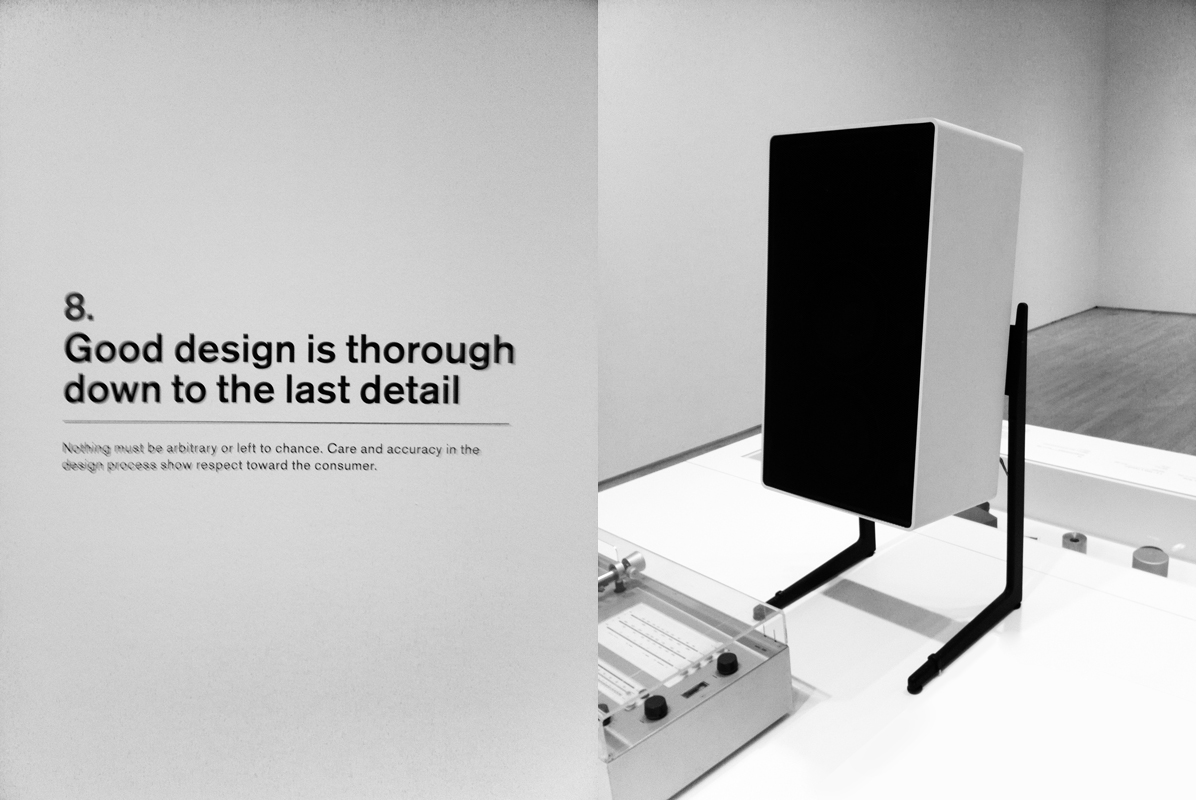 8.
Good design is thorough
down to the last detail
Nothing must be arbitrary or left to chance. Care and accuracy in the
design process show respect toward the consumer.